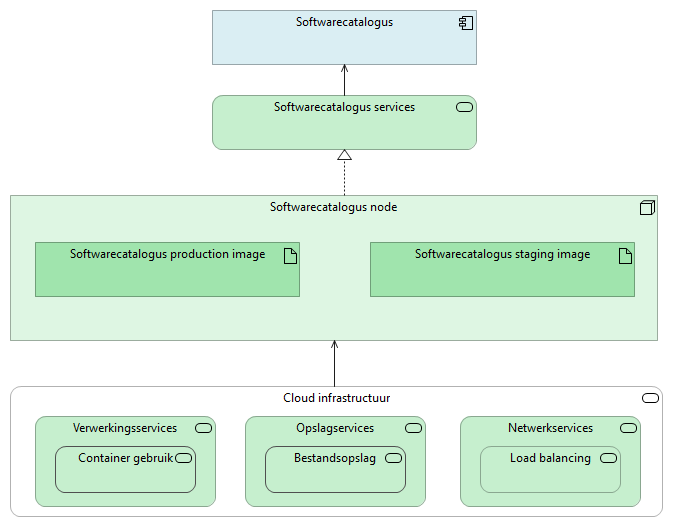 Softwarecatalogus
Softwarecatalogus services
Softwarecatalogus node
Softwarecatalogus production image
Softwarecatalogus staging image
Cloud infrastructuur
Verwerkingsservices
Opslagservices
Netwerkservices
Container gebruik
Bestandsopslag
Load balancing